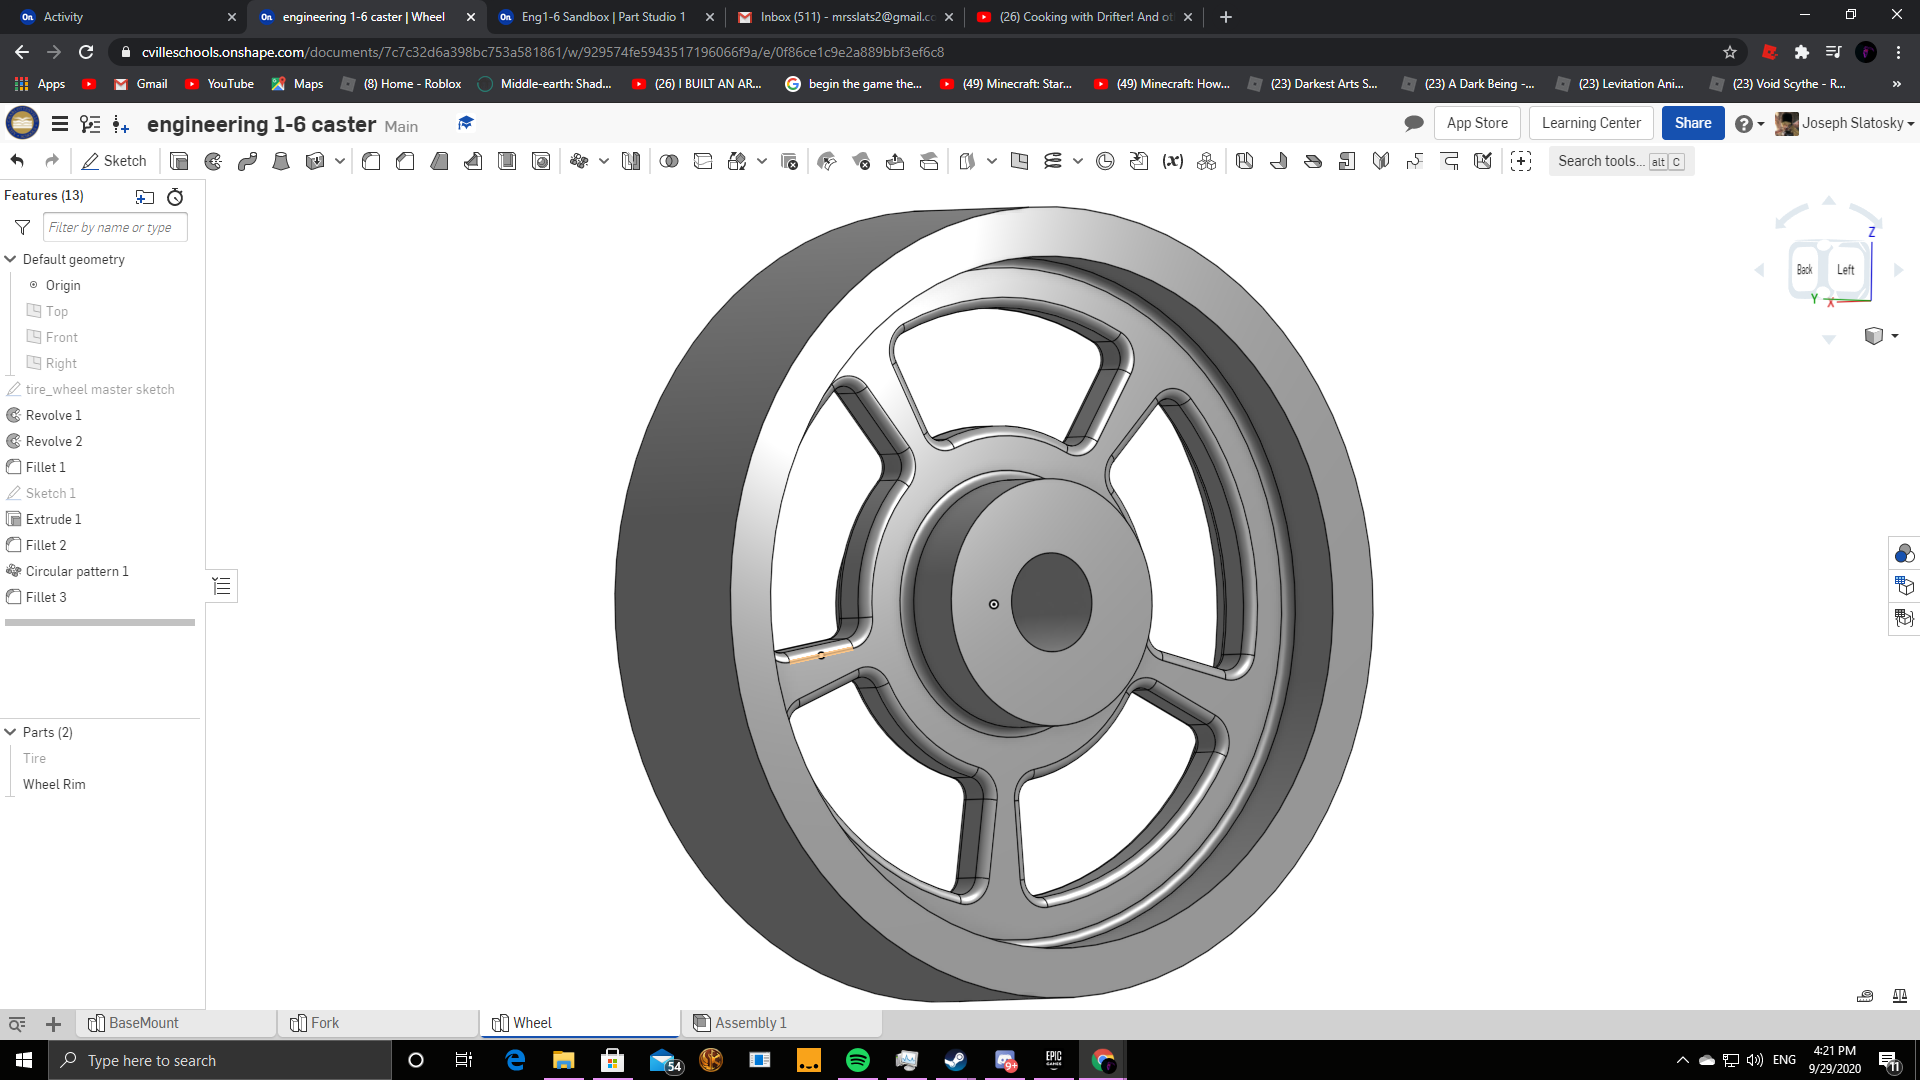 Activity
engineering 1-6 caster | Wheel
Eng1-6 Sandbox | Part Studio 1
Inbox (511) - mrsslats2@gmail.co
(26) Cooking with Drifter! And ot
cvilleschools.onshape.com/documents/7c7c32d6a398bc753a581861/w/929574fe5943517196066f9a/e/0f86ce1c9e2a889bbf3ef6c8
Apps
Gmail
YouTube
Maps
(8) Home - Roblox
Middle-earth: Shad...
(26) I BUILT AN AR...
begin the game the...
(49) Minecraft: Star...
(49) Minecraft: How...
(23) Darkest Arts S...
(23) A Dark Being -...
(23) Levitation Ani...
(23) Void Scythe - R...
engineering 1-6 caster Main
App Store
Learning Center
Share
Joseph Slatosky
Sketch
(x)
Search tools... alt C
Features (13)
Filter by name or type
Default geometry
Origin
Top
Front
Right
tire_wheel master sketch
Revolve 1
Revolve 2
Fillet 1
Sketch 1
Extrude 1
Fillet 2
Circular pattern 1
Fillet 3
Parts (2)
Tire
Wheel Rim
Z
Back
Left
Y
X
BaseMount
Fork
Wheel
Assembly 1
Type here to search
54
9+
EPIC
GAMES
ENG
4:21 PM
9/29/2020
11